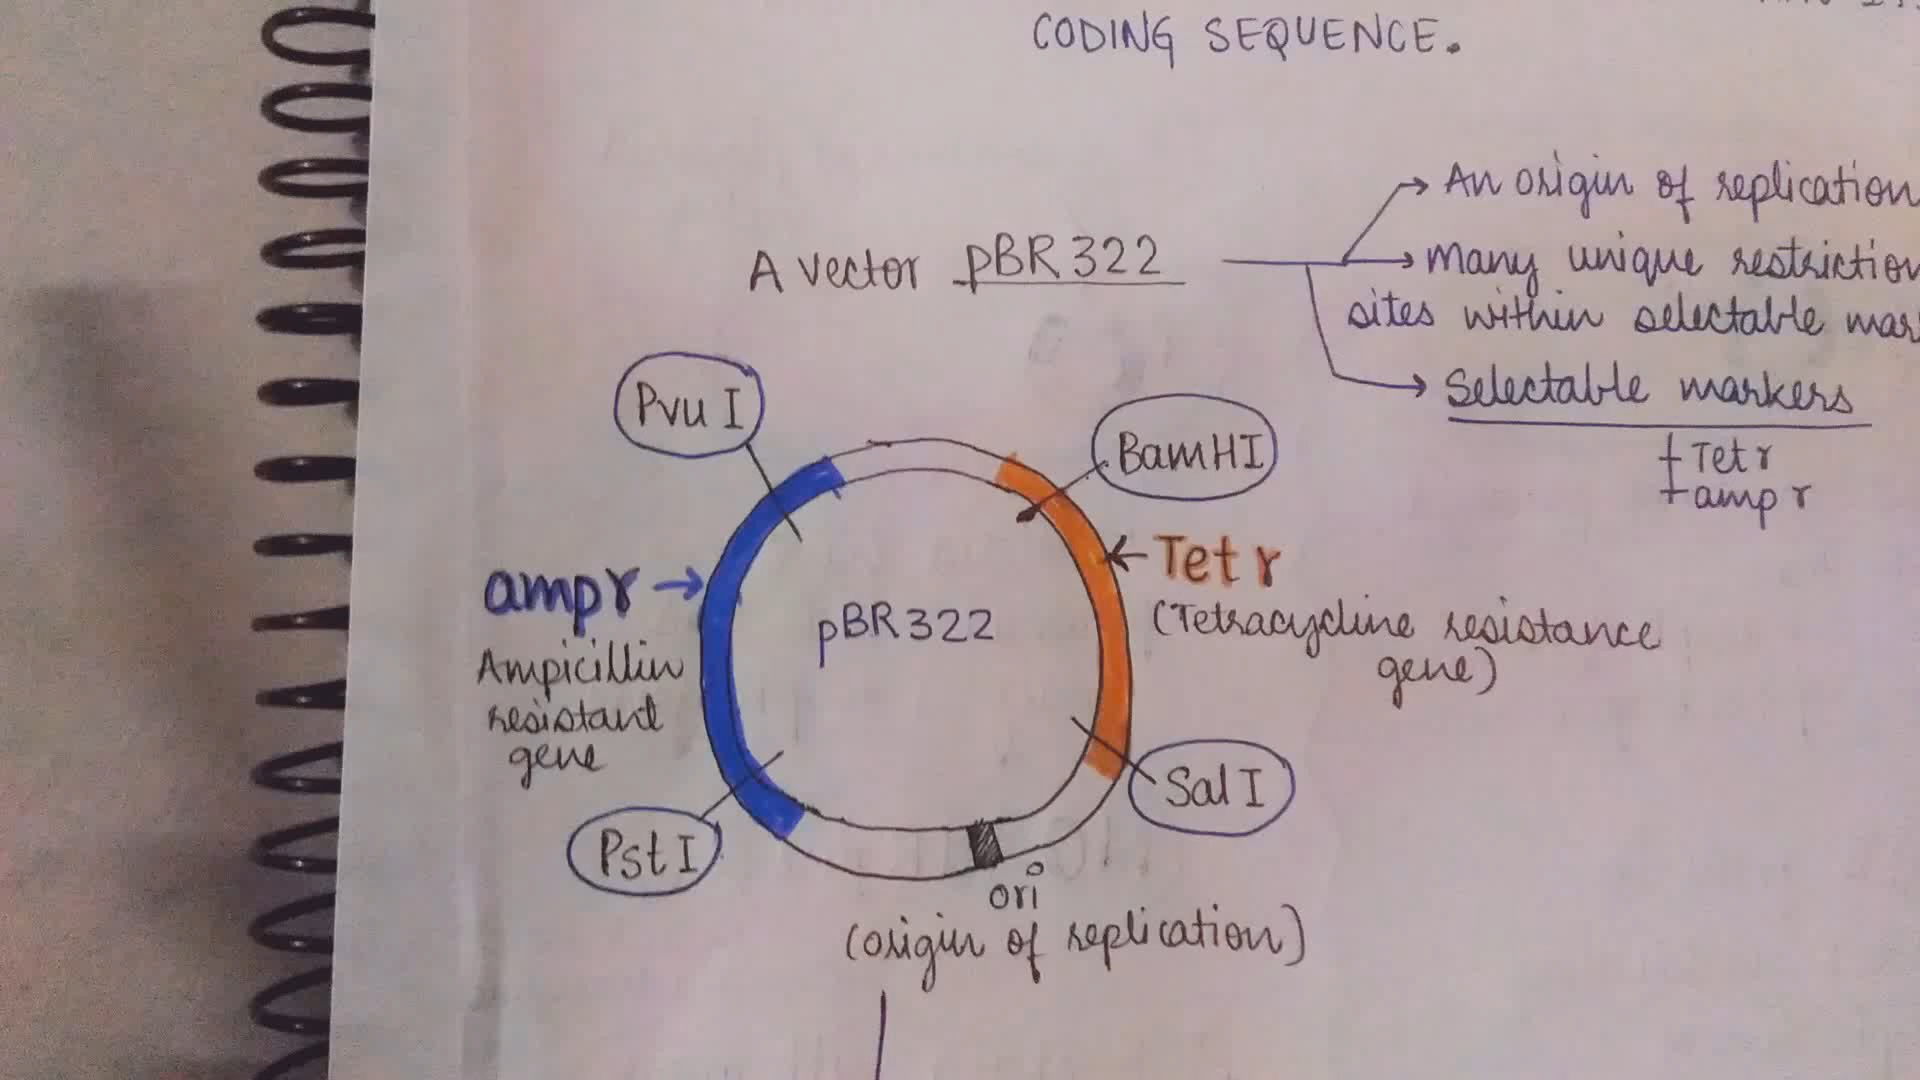 CODING SEQUENCE.
An origin of replication
A vector pBR322
many unique restriction
sites within selectable
Selectable markers
Tet r
amp r
Pvu I
BamHI
ampr
Ampicillin
resistant
gene
pBR322
Tet r
(Tetracycline resistance
gene)
Pst I
Sal I
ori
(origin of replication)